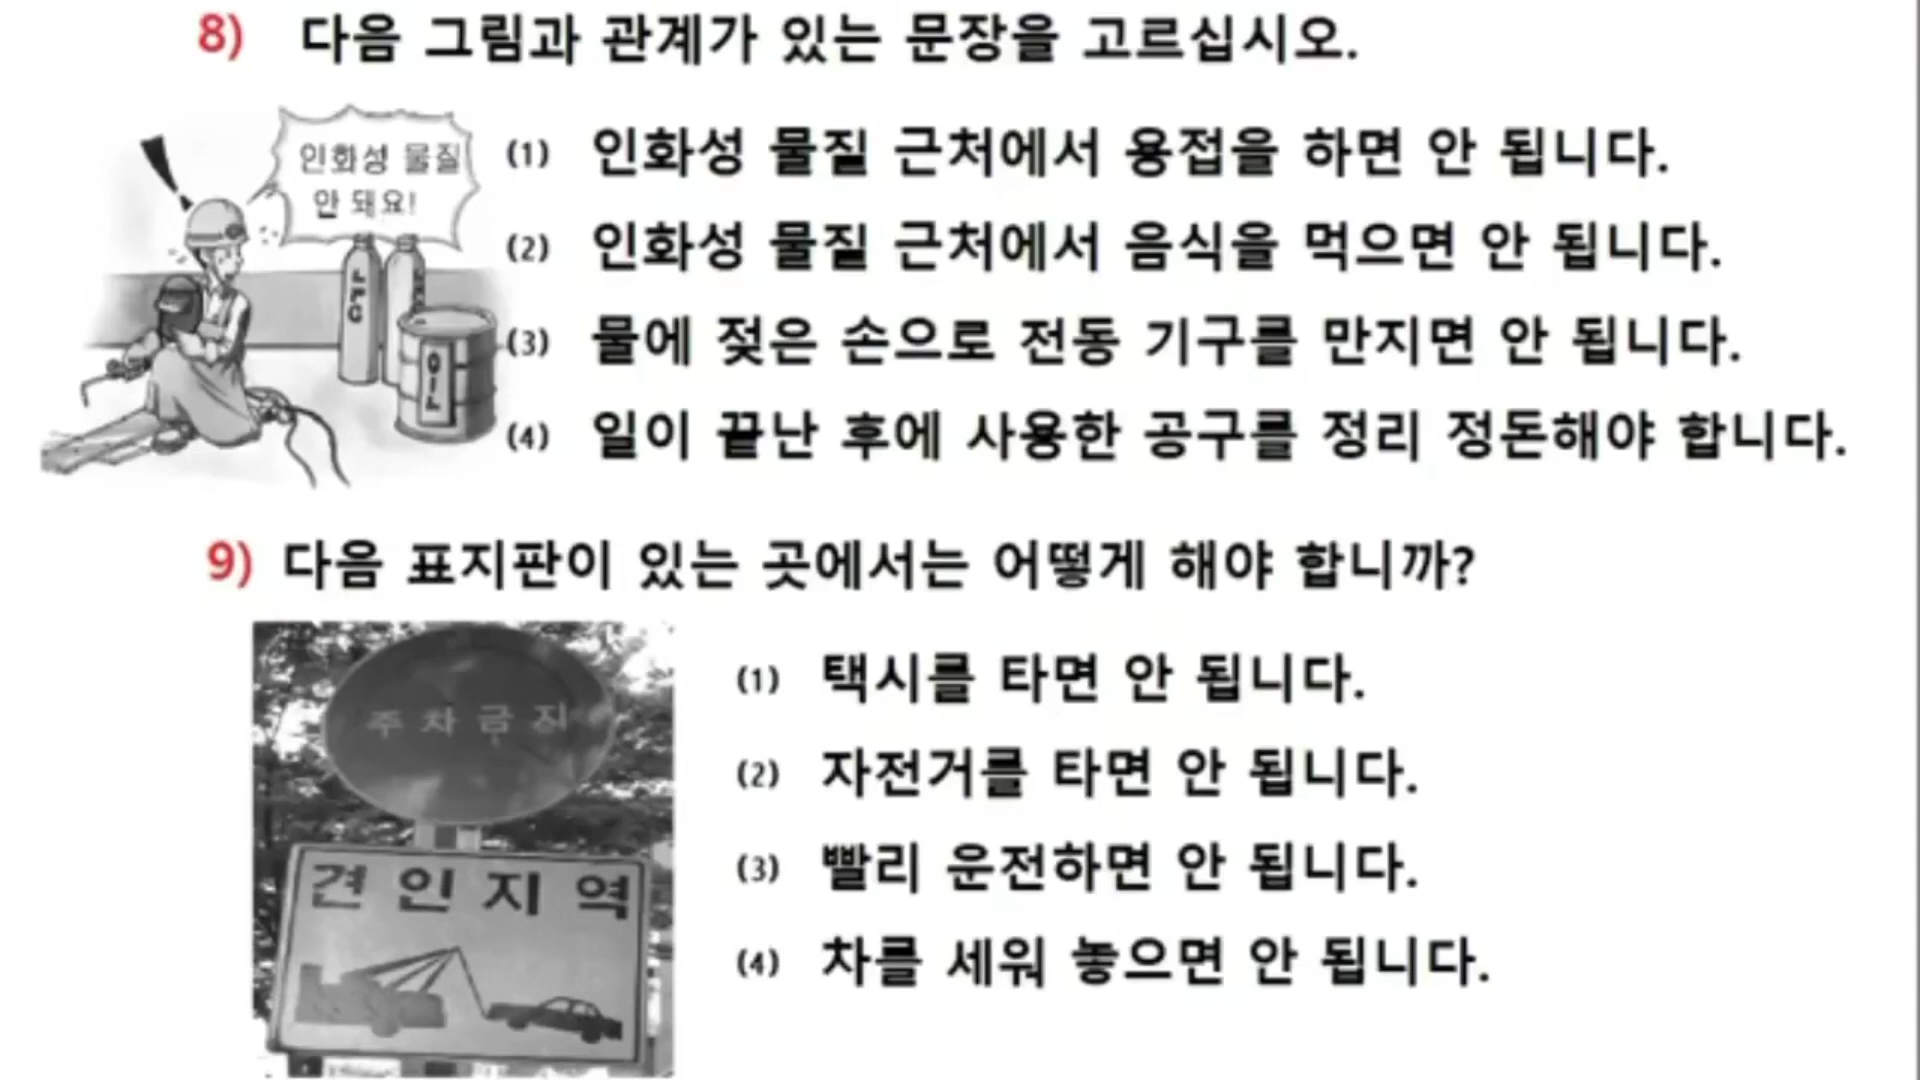 8) 다음 그림과 관계가 있는 문장을 고르십시오.
인화성 물질
안 돼요!
LPG
OIL
(1) 인화성 물질 근처에서 용접을 하면 안 됩니다.
(2) 인화성 물질 근처에서 음식을 먹으면 안 됩니다.
(3) 물에 젖은 손으로 전동 기구를 만지면 안 됩니다.
(4) 일이 끝난 후에 사용한 공구를 정리 정돈해야 합니다.
9) 다음 표지판이 있는 곳에서는 어떻게 해야 합니까?
주차금지
견인지역
(1) 택시를 타면 안 됩니다.
(2) 자전거를 타면 안 됩니다.
(3) 빨리 운전하면 안 됩니다.
(4) 차를 세워 놓으면 안 됩니다.